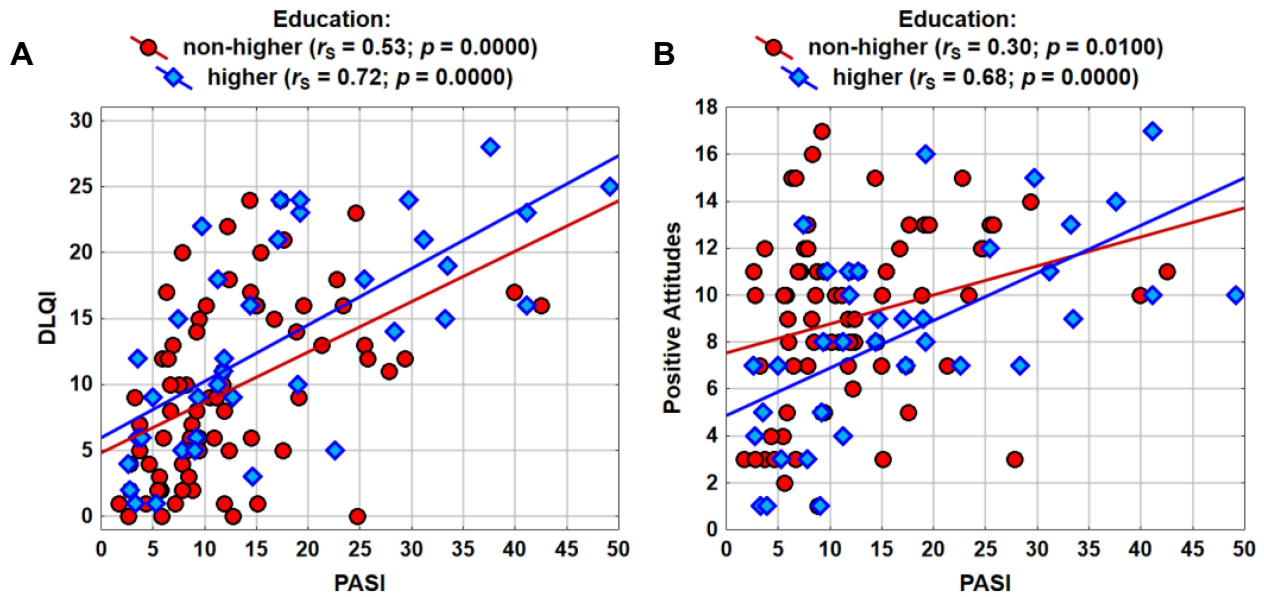 A
Education:
non-higher (rS = 0.53; p = 0.0000)
higher (rS = 0.72; p = 0.0000)
30
25
20
15
10
5
0
DLQI
0 5 10 15 20 25 30 35 40 45 50
PASI
B
Education:
non-higher (rS = 0.30; p = 0.0100)
higher (rS = 0.68; p = 0.0000)
18
16
14
12
10
8
6
4
2
0
Positive Attitudes
0 5 10 15 20 25 30 35 40 45 50
PASI